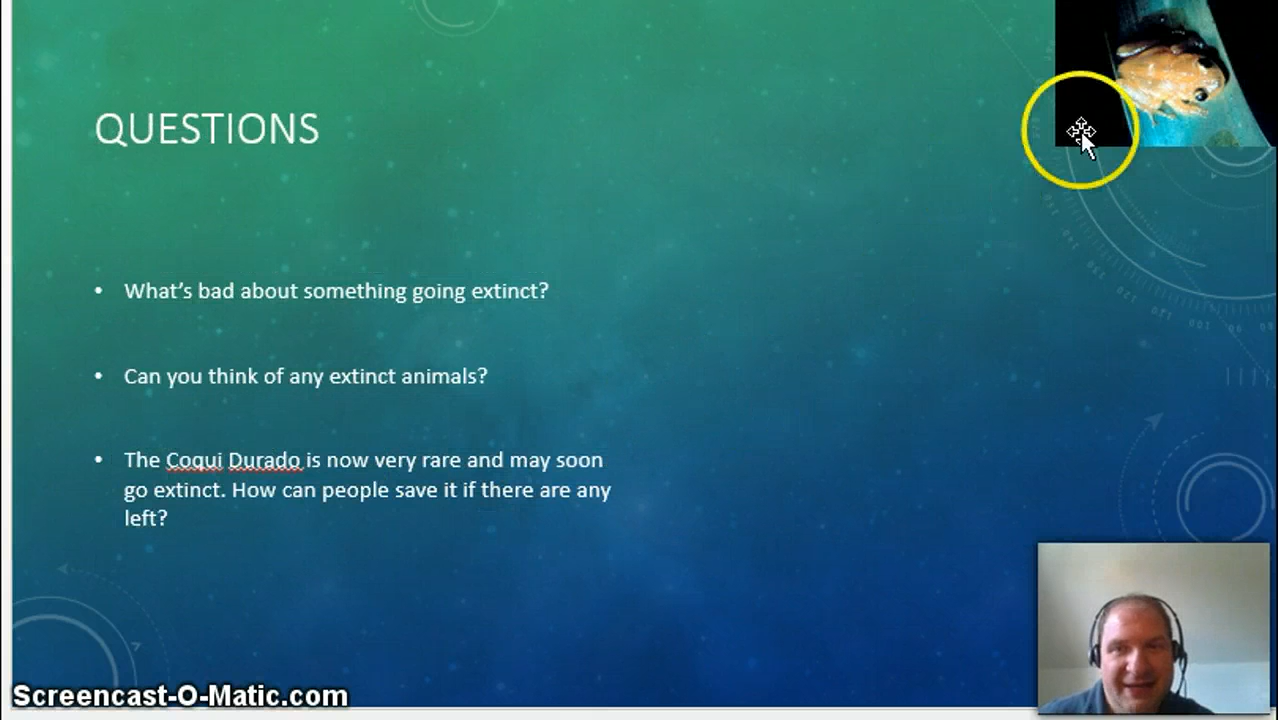 QUESTIONS
• What's bad about something going extinct?
• Can you think of any extinct animals?
• The Coqui Durado is now very rare and may soon
go extinct. How can people save it if there are any
left?
Screencast-O-Matic.com